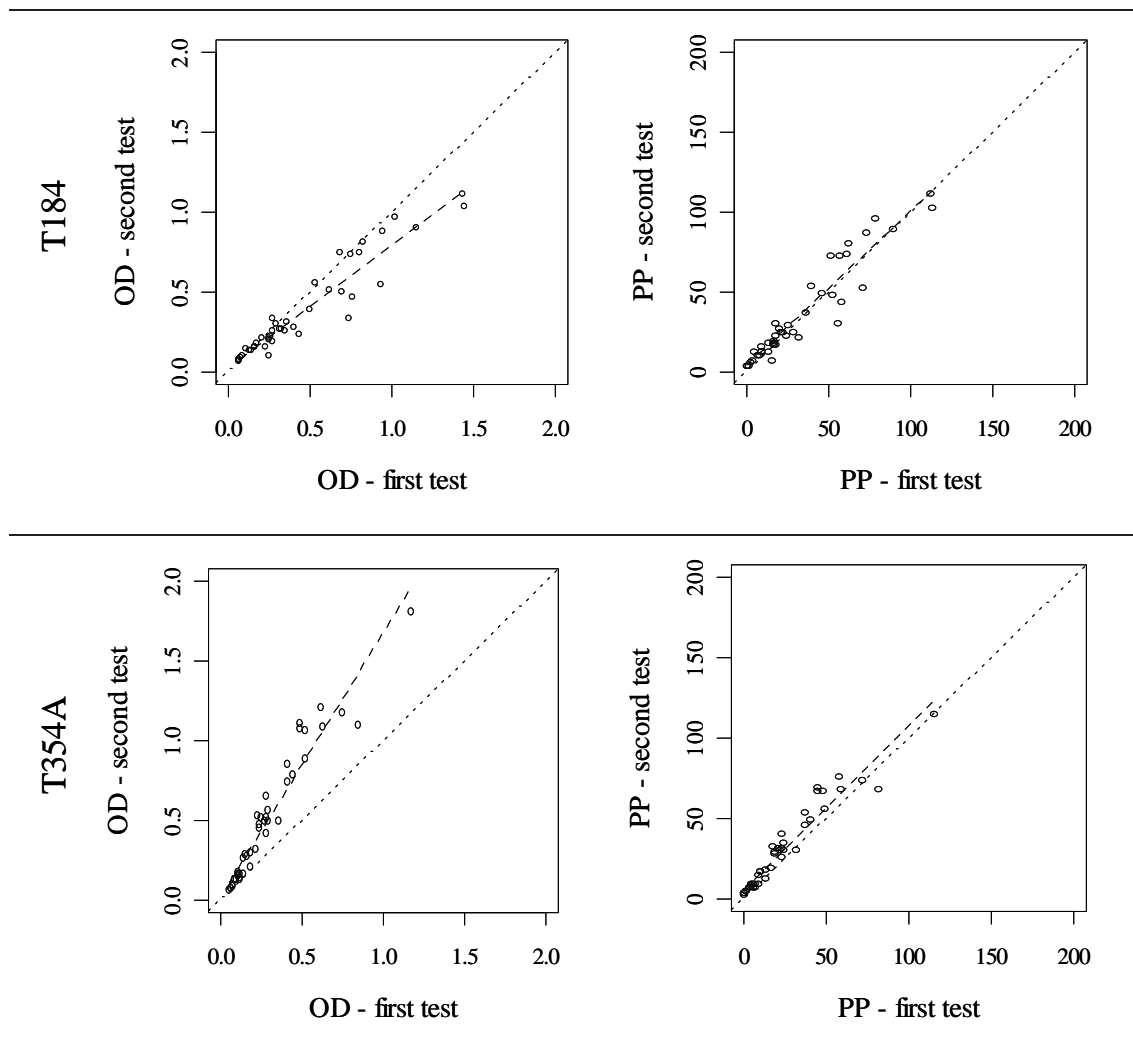 T184
OD - second test
2.0
1.5
1.0
0.5
0.0
0.0 0.5 1.0 1.5 2.0
OD - first test
PP - second test
200
150
100
50
0
0 50 100 150 200
PP - first test
T354A
OD - second test
2.0
1.5
1.0
0.5
0.0
0.0 0.5 1.0 1.5 2.0
OD - first test
PP - second test
200
150
100
50
0
0 50 100 150 200
PP - first test